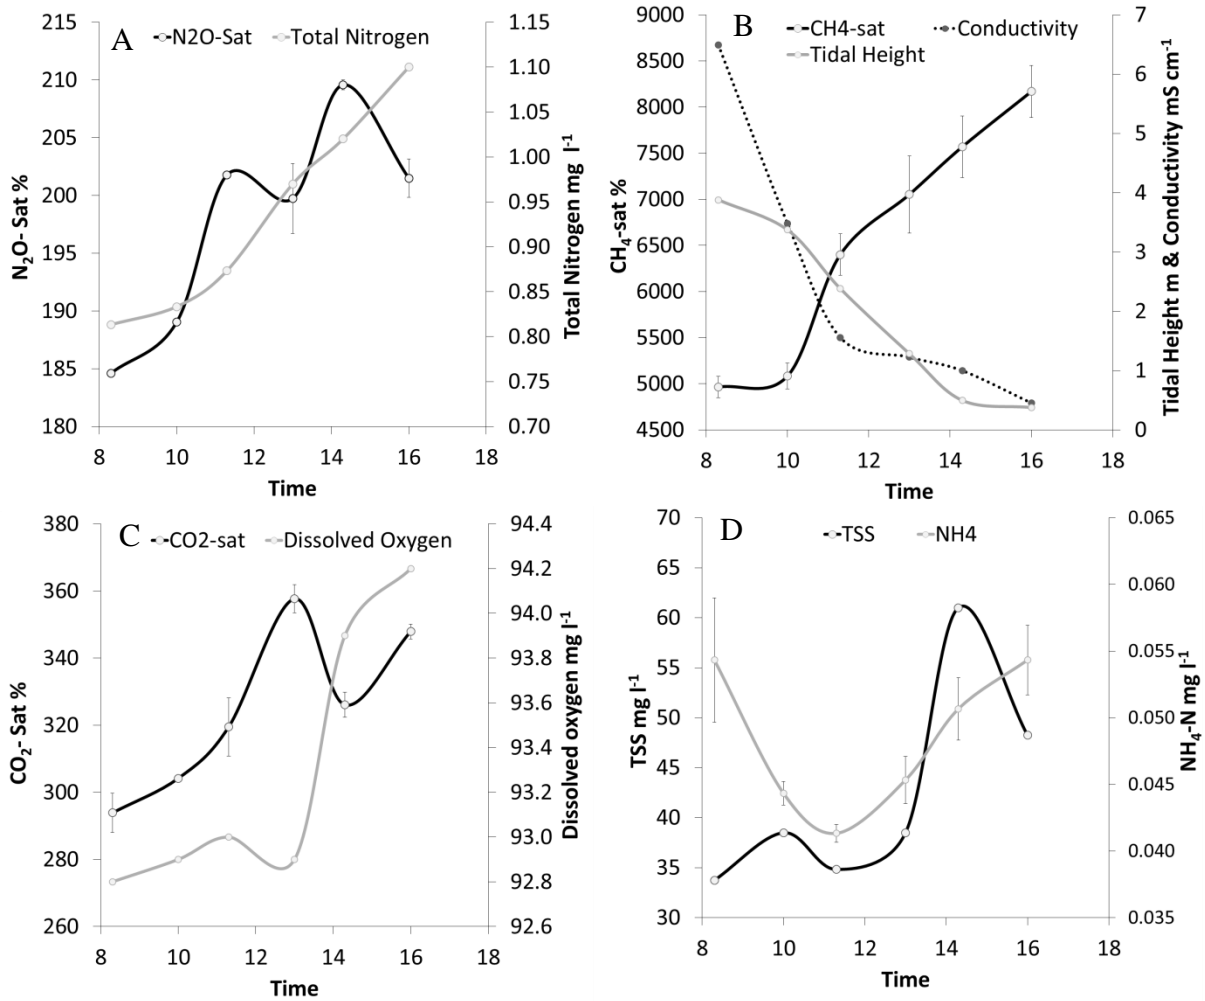 A
N2O-Sat
Total Nitrogen
215
210
205
200
195
190
185
180
N2O- Sat %
1.15
1.10
1.05
1.00
0.95
0.90
0.85
0.80
0.75
0.70
Total Nitrogen mg l-1
8 10 12 14 16 18
Time
B
CH4-sat
Conductivity
Tidal Height
9000
8500
8000
7500
7000
6500
6000
5500
5000
4500
CH4-sat %
7
6
5
4
3
2
1
0
Tidal Height m & Conductivity mS cm-1
8 10 12 14 16 18
Time
C
CO2-sat
Dissolved Oxygen
380
360
340
320
300
280
260
CO2- Sat %
94.4
94.2
94.0
93.8
93.6
93.4
93.2
93.0
92.8
92.6
Dissolved oxygen mg l-1
8 10 12 14 16 18
Time
D
TSS
NH4
70
65
60
55
50
45
40
35
30
TSS mg l-1
0.065
0.060
0.055
0.050
0.045
0.040
0.035
NH4-N mg l-1
8 10 12 14 16 18
Time